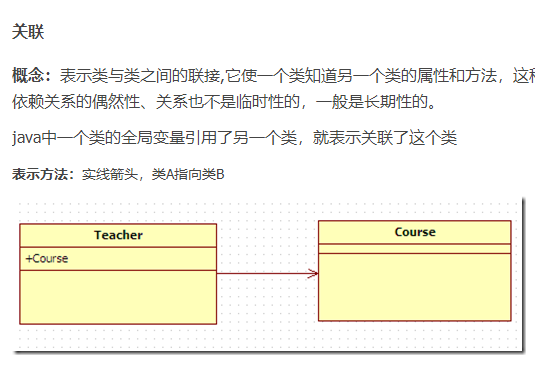 关联
概念：表示类与类之间的联接,它使一个类知道另一个类的属性和方法，这种
依赖关系的偶然性、关系也不是临时性的，一般是长期性的。
java中一个类的全局变量引用了另一个类，就表示关联了这个类
表示方法：实线箭头，类A指向类B
Teacher
+Course
Course